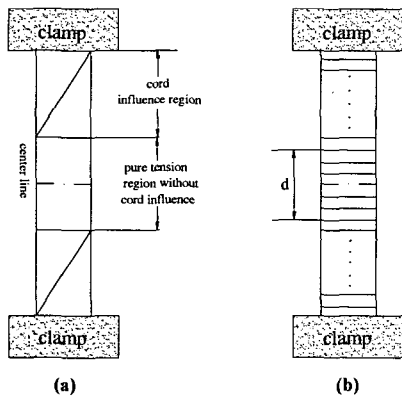 clamp
cord
influence region
center line
pure tension
region without
cord influence
clamp
(a)
clamp
d
clamp
(b)